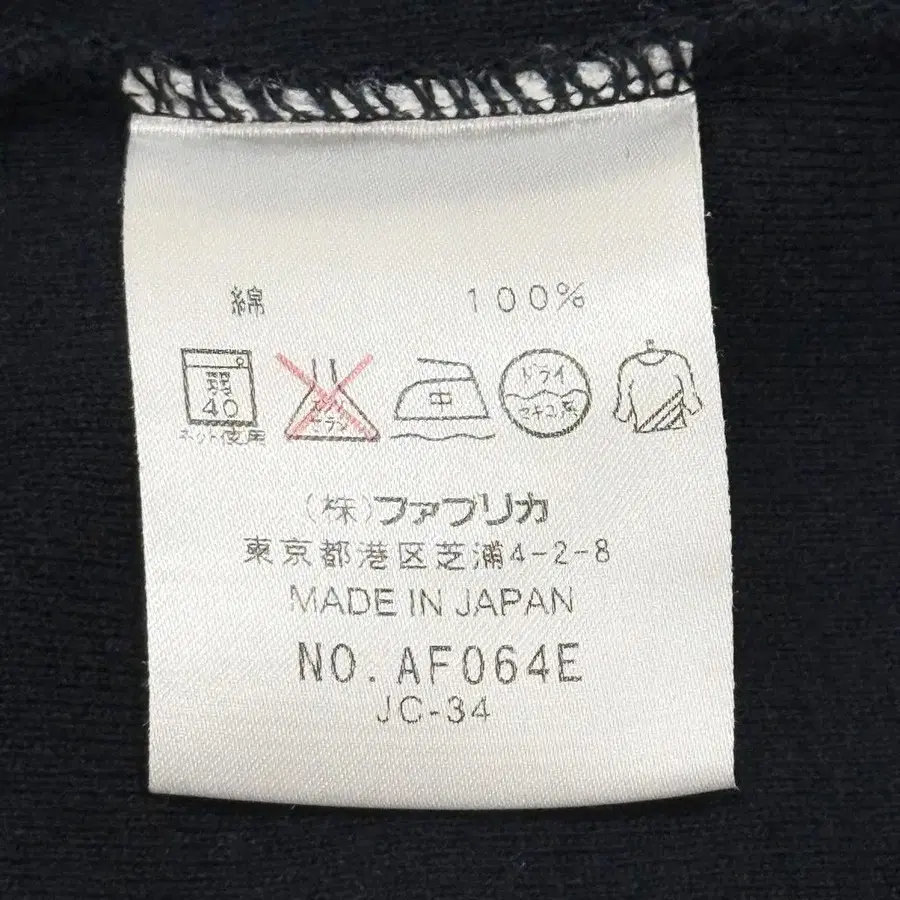 綿 100%
弱
40
ネット使用
エンソ
サラシ
中
ドライ
セキユ系
(株)ファブリカ
東京都港区芝浦4-2-8
MADE IN JAPAN
NO. AF064E
JC-34